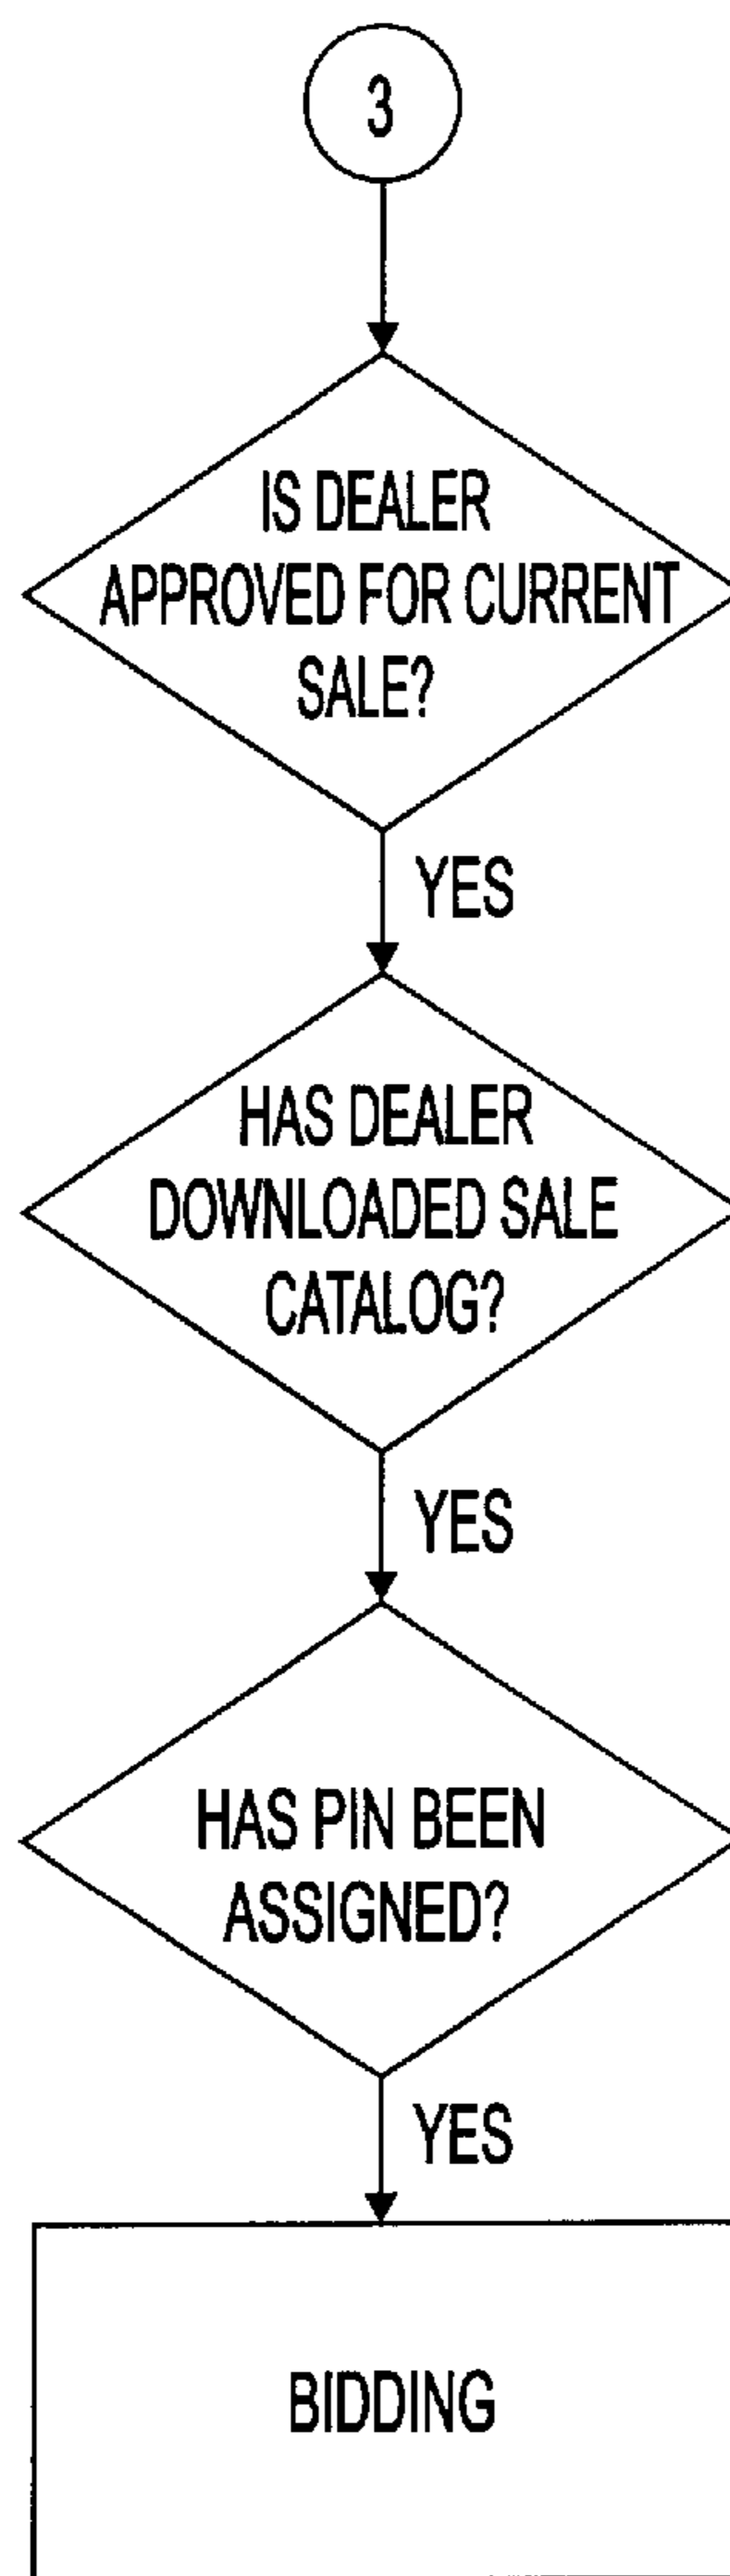 3
IS DEALER
APPROVED FOR CURRENT
SALE?
YES
HAS DEALER
DOWNLOADED SALE
CATALOG?
YES
HAS PIN BEEN
ASSIGNED?
YES
BIDDING